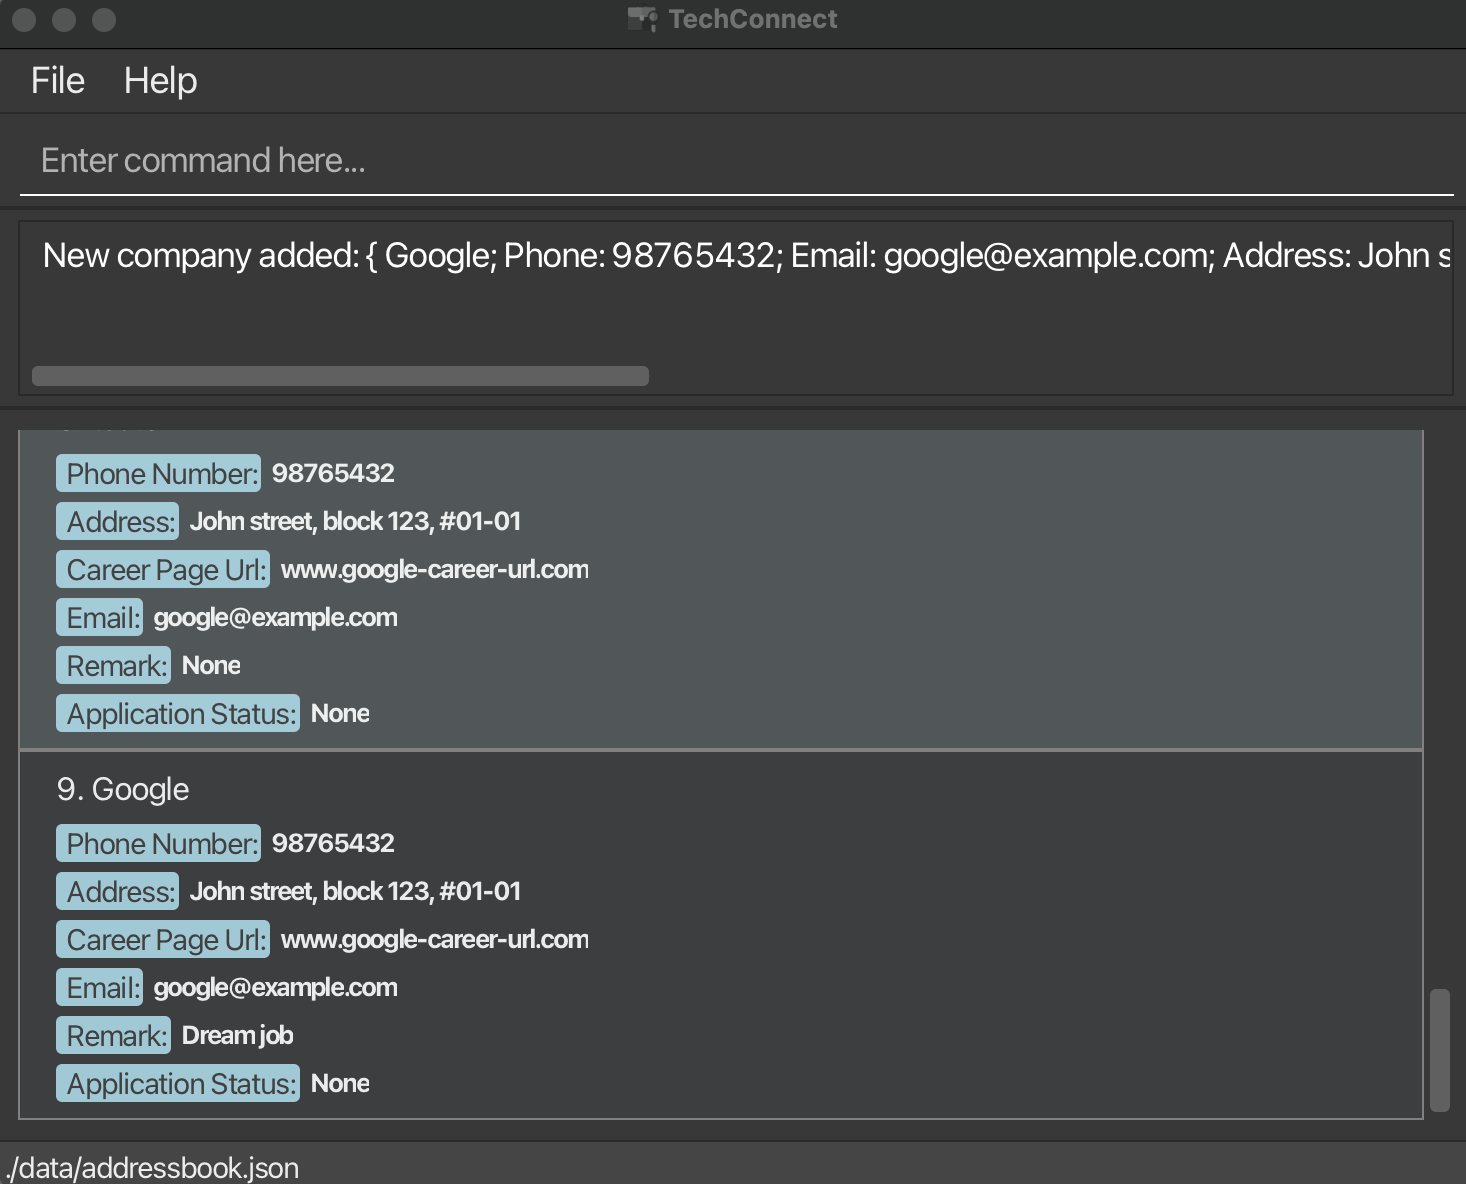 TechConnect
File Help
Enter command here...
New company added: { Google; Phone: 98765432; Email: google@example.com; Address: John s
Phone Number: 98765432
Address: John street, block 123, #01-01
Career Page Url: www.google-career-url.com
Email: google@example.com
Remark: None
Application Status: None
9. Google
Phone Number: 98765432
Address: John street, block 123, #01-01
Career Page Url: www.google-career-url.com
Email: google@example.com
Remark: Dream job
Application Status: None
./data/addressbook.json